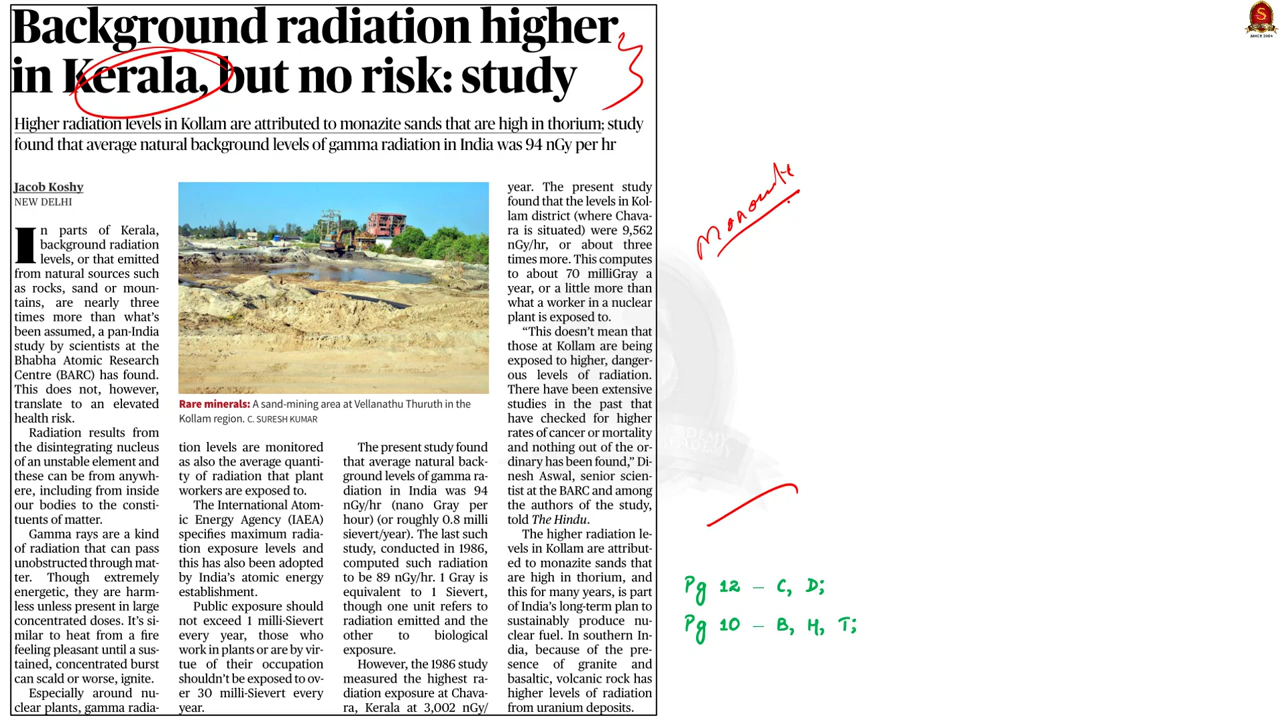 Background radiation higher
in Kerala, but no risk: study
Higher radiation levels in Kollam are attributed to monazite sands that are high in thorium; study
found that average natural background levels of gamma radiation in India was 94 nGy per hr
Jacob Koshy
NEW DELHI
In parts of Kerala,
background radiation
levels, or that emitted
from natural sources such
as rocks, sand or moun-
tains, are nearly three
times more than what's
been assumed, a pan-India
study by scientists at the
Bhabha Atomic Research
Centre (BARC) has found.
This does not, however,
translate to an elevated
health risk.
Radiation results from
the disintegrating nucleus
of an unstable element and
these can be from anywh-
ere, including from inside
our bodies to the consti-
tuents of matter.
Gamma rays are a kind
of radiation that can pass
unobstructed through mat-
ter. Though extremely
energetic, they are harm-
less unless present in large
concentrated doses. It's si-
milar to heat from a fire
feeling pleasant until a sus-
tained, concentrated burst
can scald or worse, ignite.
Especially around nu-
clear plants, gamma radia-
Rare minerals: A sand-mining area at Vellanathu Thuruth in the
Kollam region. C. SURESH KUMAR
tion levels are monitored
as also the average quanti-
ty of radiation that plant
workers are exposed to.
The International Atom-
ic Energy Agency (IAEA)
specifies maximum radia-
tion exposure levels and
this has also been adopted
by India's atomic energy
establishment.
Public exposure should
not exceed 1 milli-Sievert
every year, those who
work in plants or are by vir-
tue of their occupation
shouldn't be exposed to ov-
er 30 milli-Sievert every
year.
The present study found
that average natural back-
ground levels of gamma ra-
diation in India was 94
nGy/hr (nano Gray per
hour) (or roughly 0.8 milli
sievert/year). The last such
study, conducted in 1986,
computed such radiation
to be 89 nGy/hr. 1 Gray is
equivalent to 1 Sievert,
though one unit refers to
radiation emitted and the
other to biological
exposure.
However, the 1986 study
measured the highest ra-
diation exposure at Chava-
ra, Kerala at 3,002 nGy/
year. The present study
found that the levels in Kol-
lam district (where Chava-
ra is situated) were 9,562
nGy/hr, or about three
times more. This computes
to about 70 milliGray a
year, or a little more than
what a worker in a nuclear
plant is exposed to.
"This doesn't mean that
those at Kollam are being
exposed to higher, danger-
ous levels of radiation.
There have been extensive
studies in the past that
have checked for higher
rates of cancer or mortality
and nothing out of the or-
dinary has been found," Di-
nesh Aswal, senior scien-
tist at the BARC and among
the authors of the study,
told The Hindu.
The higher radiation le-
vels in Kollam are attribut-
ed to monazite sands that
are high in thorium, and
this for many years, is part
of India's long-term plan to
sustainably produce nu-
clear fuel. In southern In-
dia, because of the pre-
sence of granite and
basaltic, volcanic rock has
higher levels of radiation
from uranium deposits.
Pg 12 – C, D;
Pg 10 – B, H, T;
S
SINCE 2004